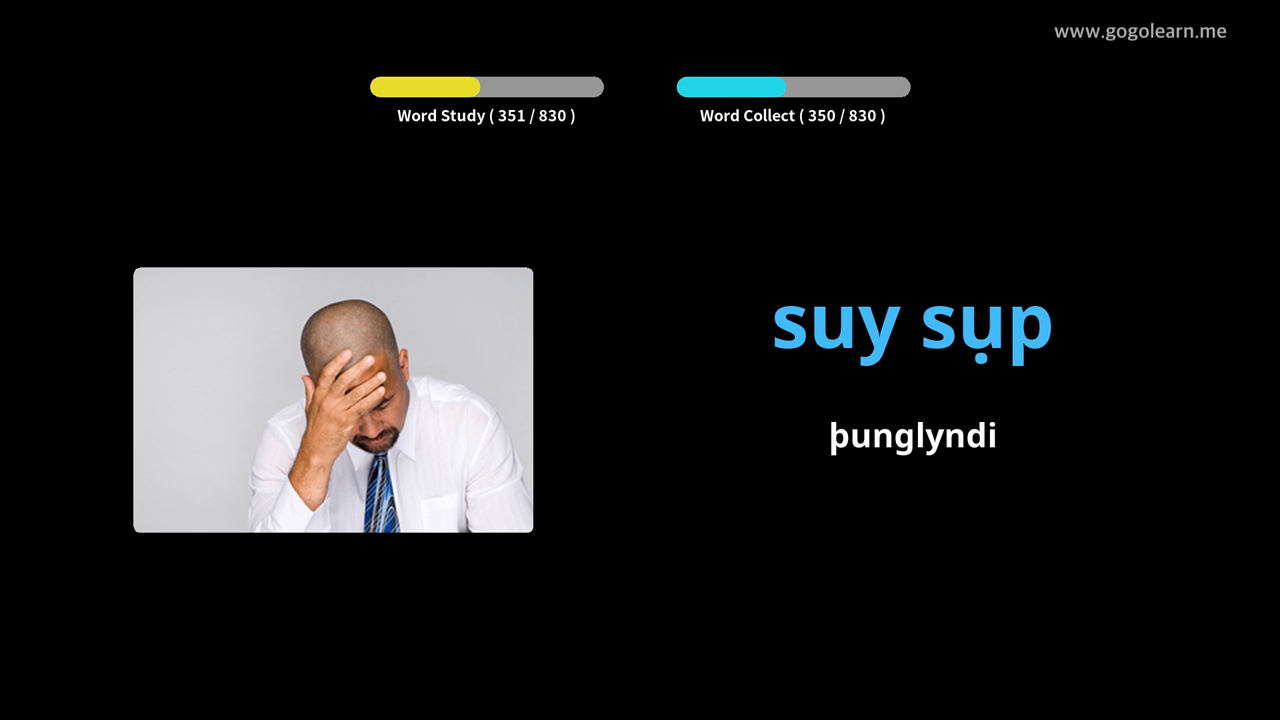 www.gogolearn.me
Word Study ( 351 / 830 )
Word Collect ( 350 / 830 )
suy sụp
þunglyndi